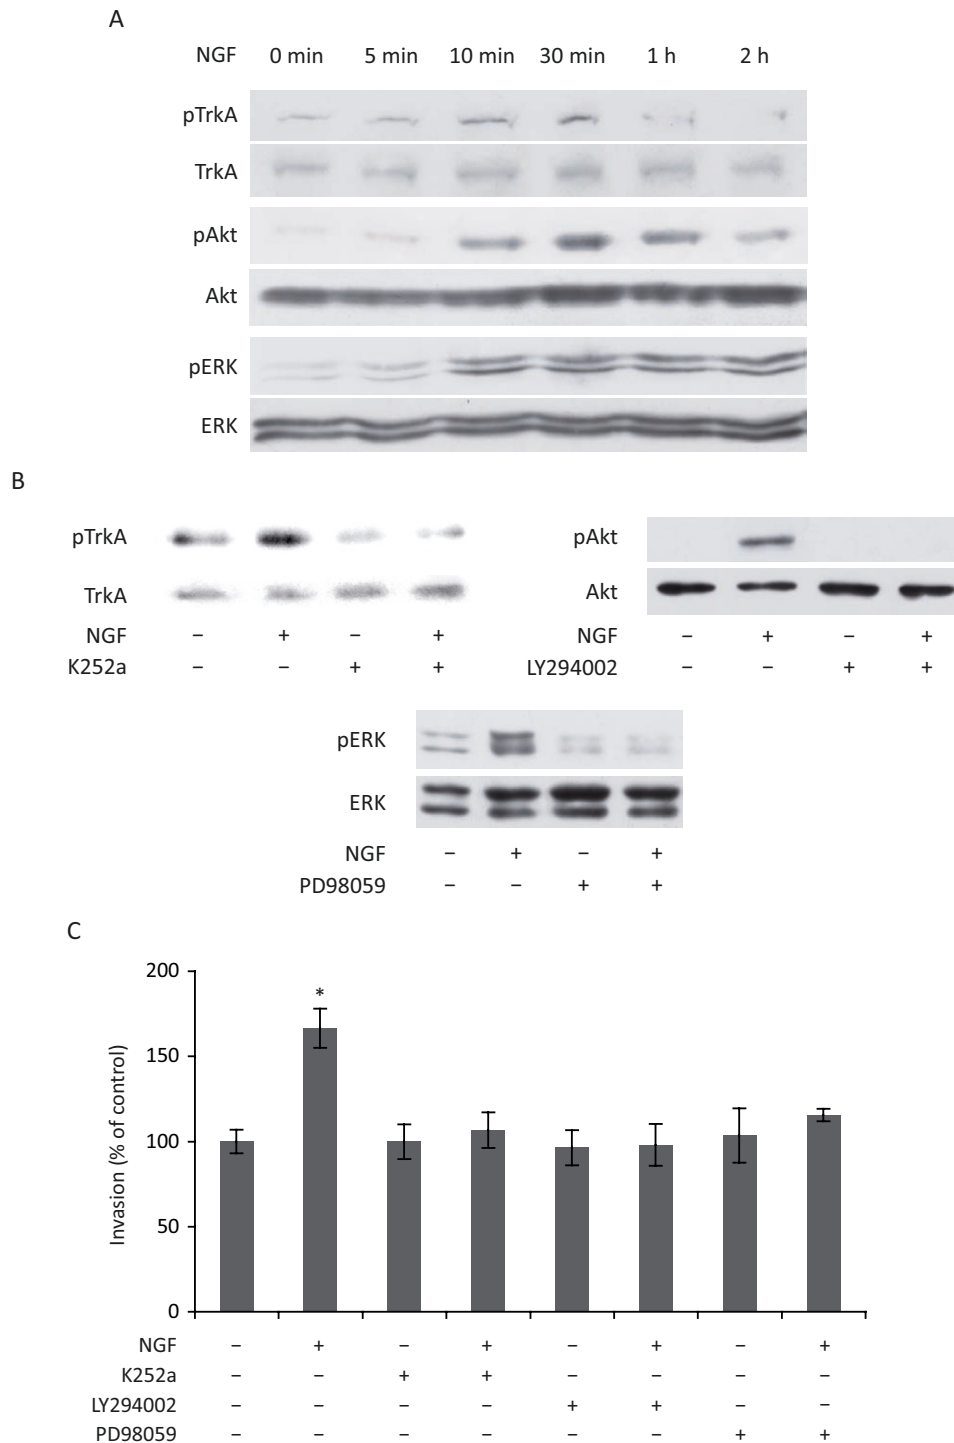 A
NGF 0 min 5 min 10 min 30 min 1 h 2 h
pTrkA
TrkA
pAkt
Akt
pERK
ERK
B
pTrkA
TrkA
NGF − + − +
K252a − − + +
pAkt
Akt
NGF − + − +
LY294002 − − + +
pERK
ERK
NGF − + − +
PD98059 − − + +
C
Invasion (% of control)
200
150
100
50
0
*
NGF − + − + − + − +
K252a − − + + − − − −
LY294002 − − − − + + − −
PD98059 − − − − − − + +